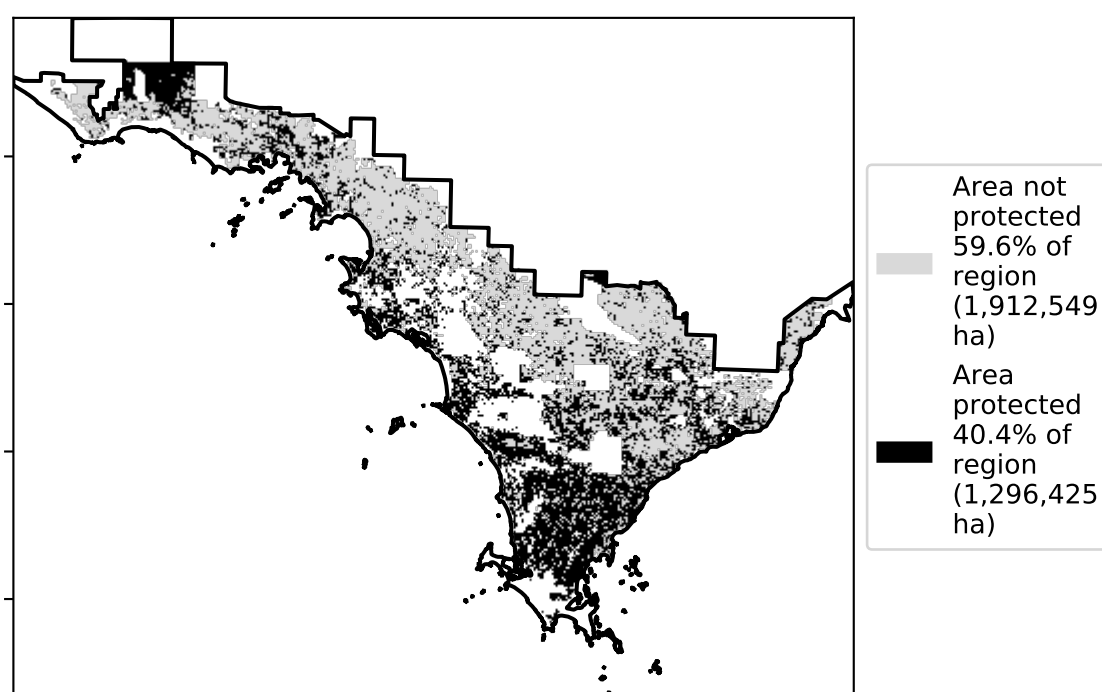 Area not
protected
59.6% of
region
(1,912,549
ha)
Area
protected
40.4% of
region
(1,296,425
ha)